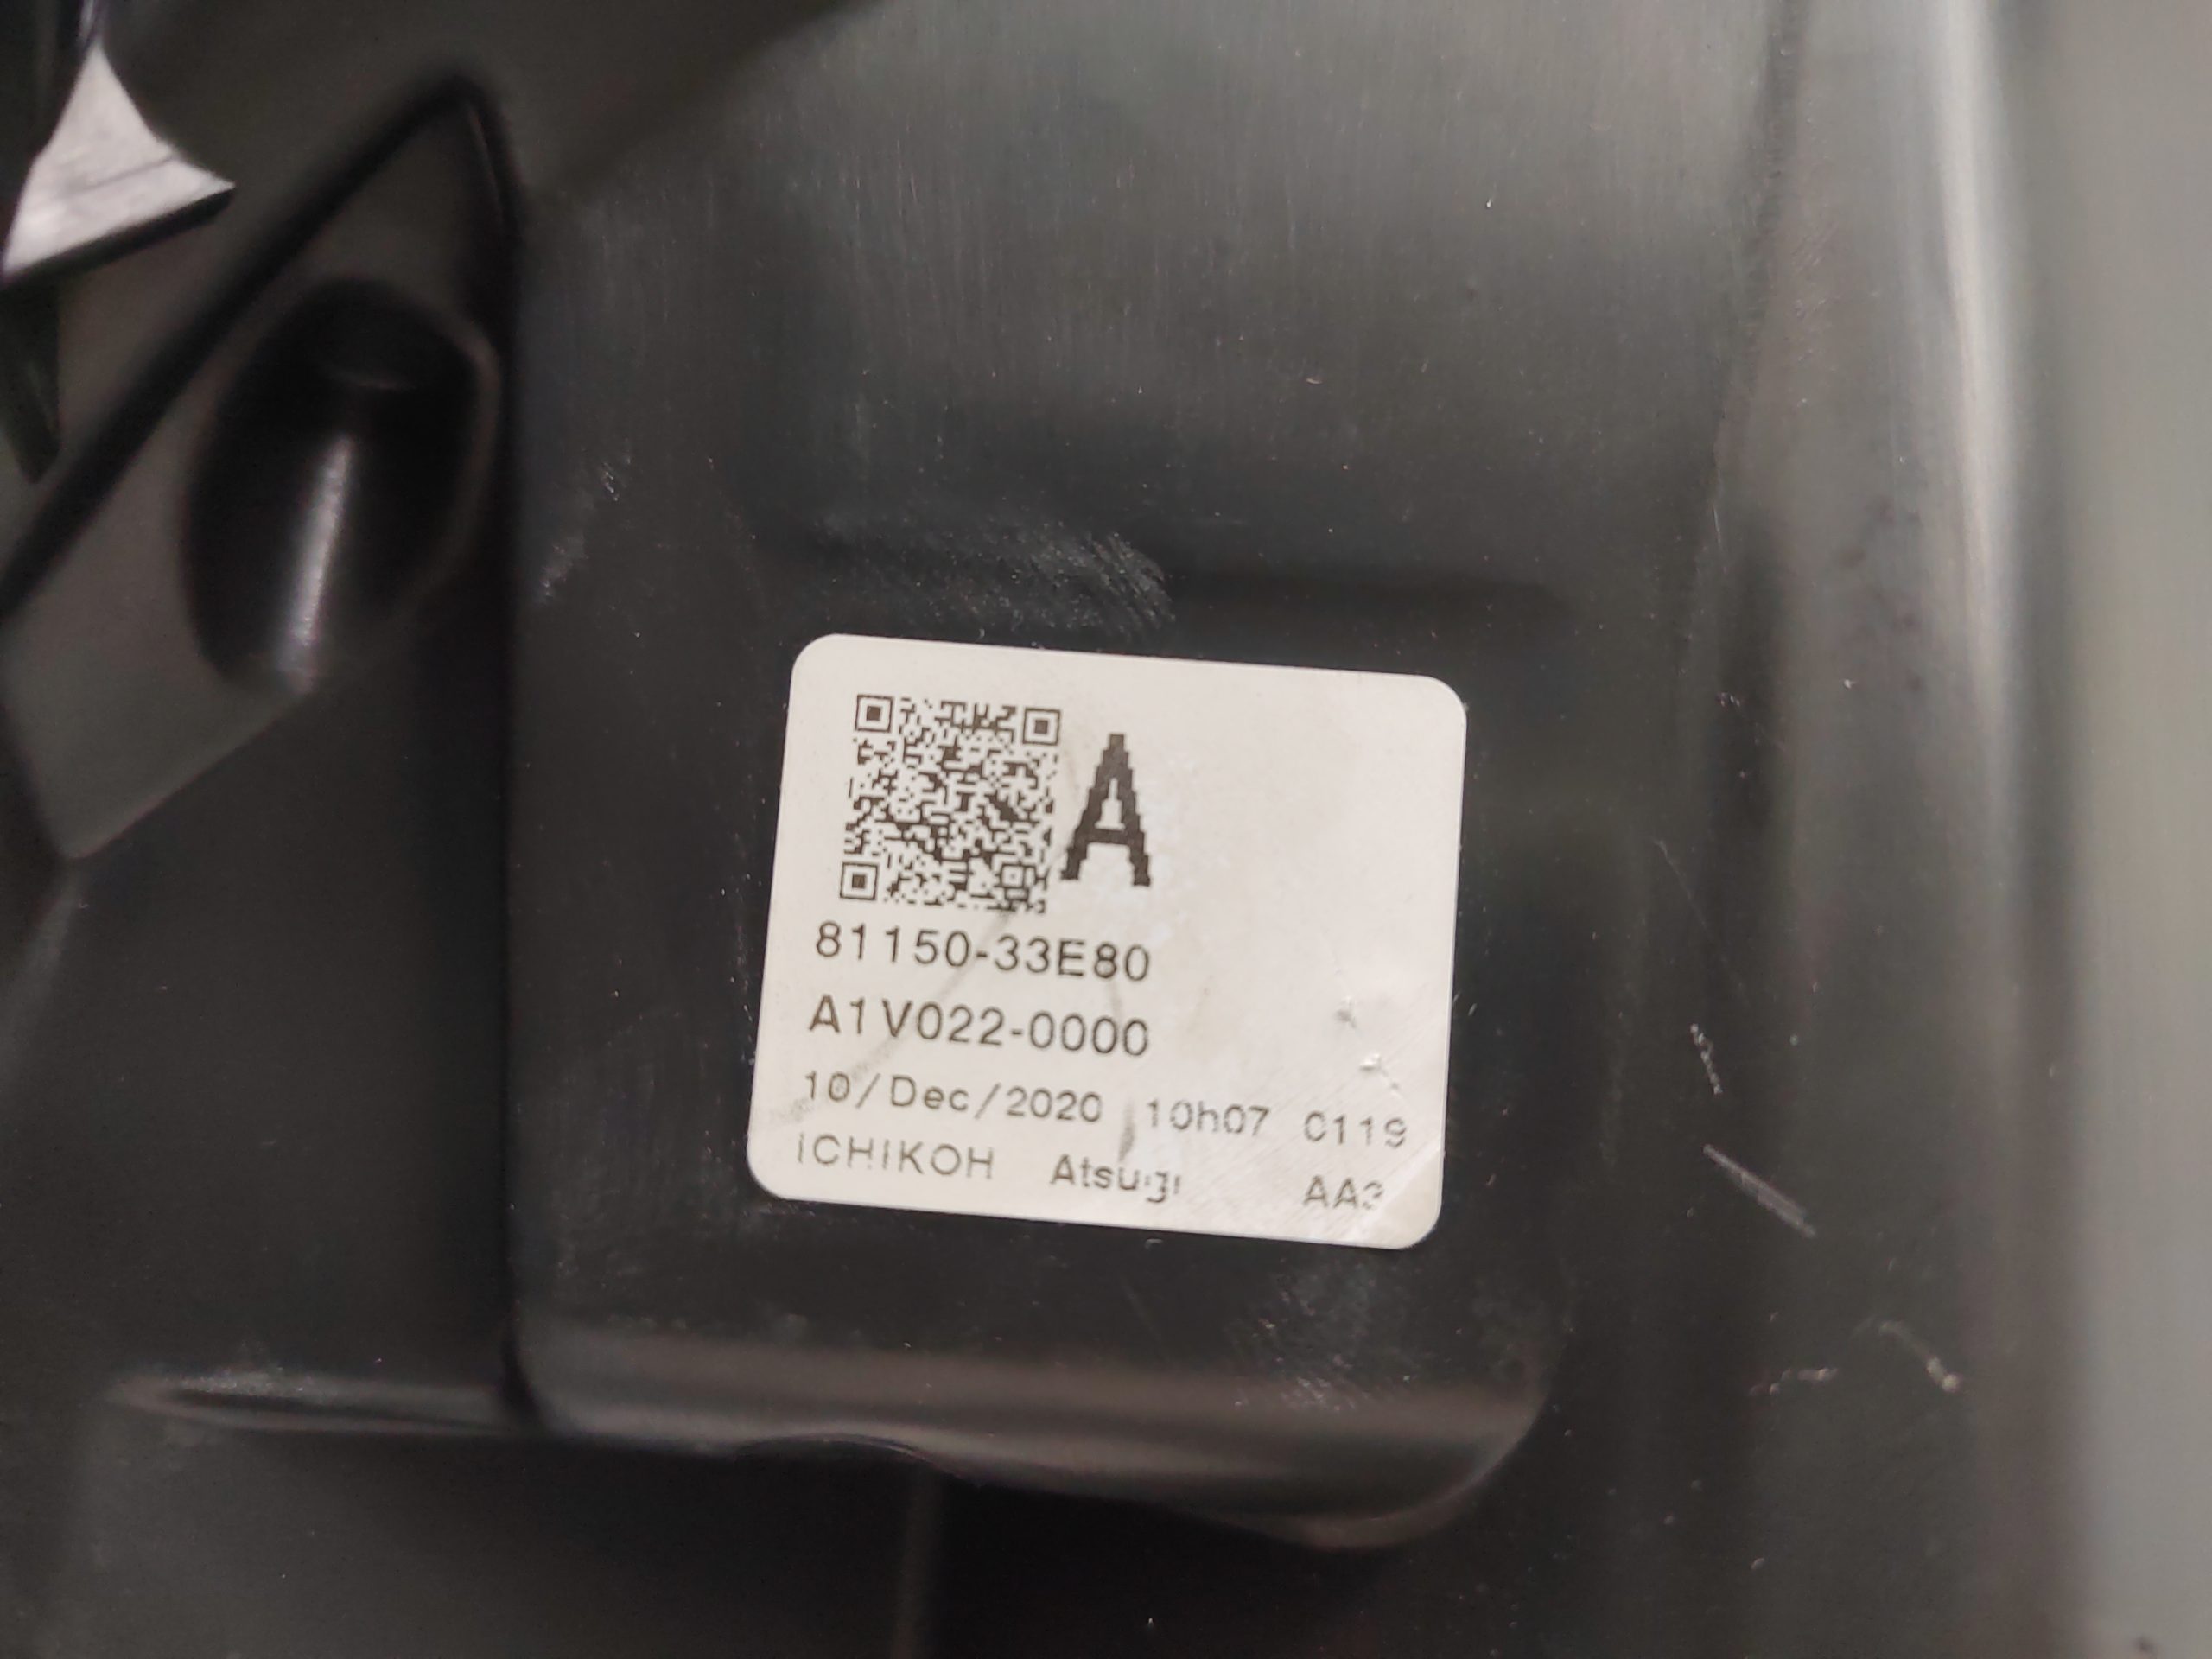 A
81150-33E80
A1V022-0000
10/Dec/2020 10h07 0119
ICHIKOH Atsugi AA3